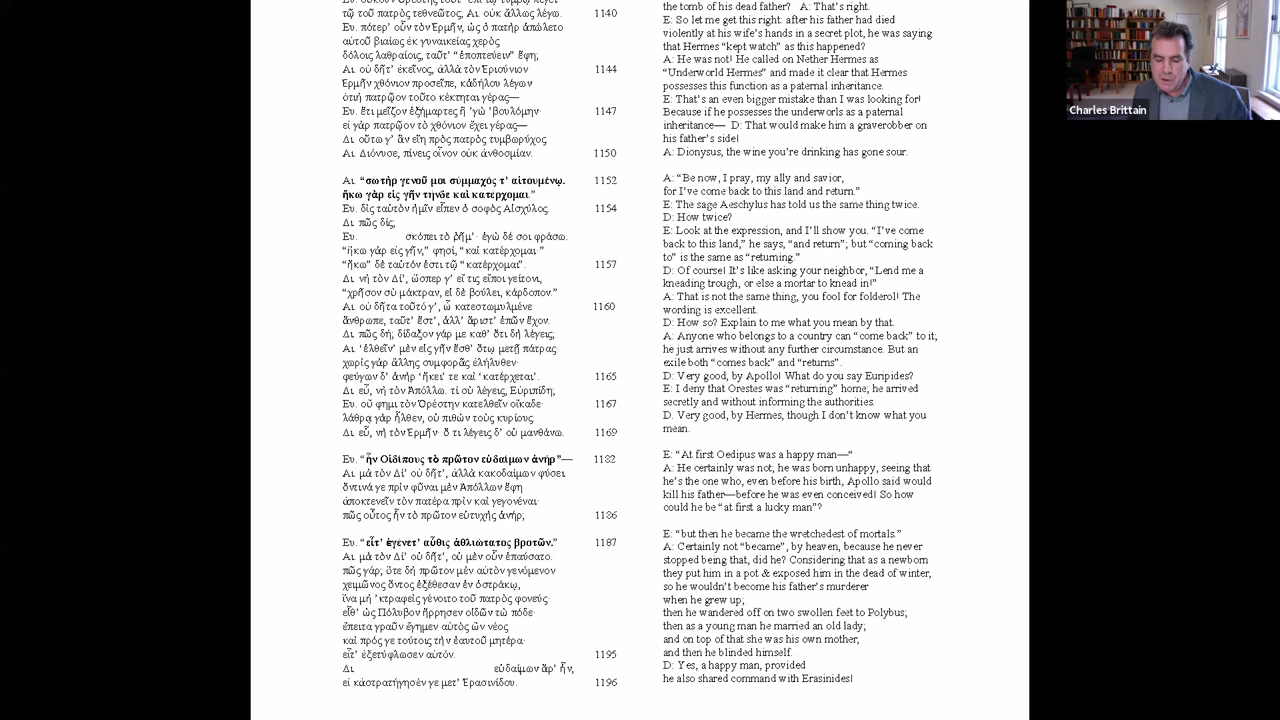 τῷ τοῦ πατρὸς τεθνεῶτος; Αι. οὐκ ἄλλως λέγω. 1140
Ευ. πότερ’ οὖν τὸν Ἑρμῆν, ὡς ὁ πατὴρ ἀπώλετο
αὐτοῦ βιαίως ἐκ γυναικείας χερὸς
δόλοις λαθραίοις, ταῦτ’ “ἐποπτεύειν” ἔφη;
Αι. οὐ δῆτ’ ἐκεῖνος, ἀλλὰ τὸν Ἐριούνιον 1144
Ἑρμῆν χθόνιον προσεῖπε, κἀδήλου λέγων
ὁτιὴ πατρῷον τοῦτο κέκτηται γέρας—
Ευ. ἔτι μεῖζον ἐξήμαρτες ἢ ’γὼ ’βουλόμην· 1147
εἰ γὰρ πατρῷον τὸ χθόνιον ἔχει γέρας—
Δι. οὕτω γ’ ἂν εἴη πρὸς πατρὸς τυμβωρύχος.
Αι. Διόνυσε, πίνεις οἶνον οὐκ ἀνθοσμίαν. 1150
Αι. “σωτὴρ γενοῦ μοι σύμμαχός τ’ αἰτουμένῳ. 1152
ἥκω γὰρ εἰς γῆν τήνδε καὶ κατέρχομαι.”
Ευ. δὶς ταὐτὸν ἡμῖν εἶπεν ὁ σοφὸς Αἰσχύλος. 1154
Δι. πῶς δίς;
Ευ. σκόπει τὸ ῥῆμ’· ἐγὼ δέ σοι φράσω.
“ἥκω γὰρ εἰς γῆν,” φησί, “καὶ κατέρχομαι·”
“ἥκω” δὲ ταὐτόν ἐστι τῷ “κατέρχομαι”. 1157
Δι. νὴ τὸν Δί’, ὥσπερ γ’ εἴ τις εἴποι γείτονι,
“χρῆσον σὺ μάκτραν, εἰ δὲ βούλει, κάρδοπον.”
Αι. οὐ δῆτα τοῦτό γ’, ὦ κατεστωμυλμένε 1160
ἄνθρωπε, ταὔτ’ ἔστ’, ἀλλ’ ἄριστ’ ἐπῶν ἔχον.
Δι. πῶς δή; δίδαξον γάρ με καθ’ ὅτι δὴ λέγεις;
Αι. ‘ἐλθεῖν’ μὲν εἰς γῆν ἔσθ’ ὅτῳ μετῇ πάτρας·
χωρὶς γὰρ ἄλλης συμφορᾶς ἐλήλυθεν·
φεύγων δ’ ἀνὴρ ‘ἥκει’ τε καὶ ‘κατέρχεται’. 1165
Δι. εὖ, νὴ τὸν Ἀπόλλω. τί σὺ λέγεις, Εὐριπίδη;
Ευ. οὔ φημι τὸν Ὀρέστην κατελθεῖν οἴκαδε· 1167
λάθρᾳ γὰρ ἦλθεν, οὐ πιθὼν τοὺς κυρίους.
Δι. εὖ, νὴ τὸν Ἑρμῆν· ὅ τι λέγεις δ’ οὐ μανθάνω. 1169
Ευ. “ἦν Οἰδίπους τὸ πρῶτον εὐδαίμων ἀνήρ”— 1182
Αι. μὰ τὸν Δί’ οὐ δῆτ’, ἀλλὰ κακοδαίμων φύσει.
ὅντινά γε πρὶν φῦναι μὲν Ἀπόλλων ἔφη
ἀποκτενεῖν τὸν πατέρα πρὶν καὶ γεγονέναι·
πῶς οὗτος ἦν τὸ πρῶτον εὐτυχὴς ἀνήρ; 1186
Ευ. “εἶτ’ ἐγένετ’ αὖθις ἀθλιώτατος βροτῶν.” 1187
Αι. μὰ τὸν Δί’ οὐ δῆτ’, οὐ μὲν οὖν ἐπαύσατο.
πῶς γάρ; ὅτε δὴ πρῶτον μὲν αὐτὸν γενόμενον
χειμῶνος ὄντος ἐξέθεσαν ἐν ὀστράκῳ,
ἵνα μὴ ’κτραφεὶς γένοιτο τοῦ πατρὸς φονεύς·
εἶθ’ ὡς Πόλυβον ἤρρησεν οἰδῶν τὼ πόδε·
ἔπειτα γραῦν ἔγημεν αὐτὸς ὢν νέος
καὶ πρός γε τούτοις τὴν ἑαυτοῦ μητέρα·
εἶτ’ ἐξετύφλωσεν αὑτόν. 1195
Δι. εὐδαίμων ἄρ’ ἦν,
εἰ κἀστρατήγησέν γε μετ’ Ἐρασινίδου. 1196
the tomb of his dead father? A: That’s right.
E: So let me get this right: after his father had died
violently at his wife’s hands in a secret plot, he was saying
that Hermes “kept watch” as this happened?
A: He was not! He called on Nether Hermes as
“Underworld Hermes” and made it clear that Hermes
possesses this function as a paternal inheritance.
E: That’s an even bigger mistake than I was looking for!
Because if he possesses the underworls as a paternal
inheritance— D: That would make him a graverobber on
his father’s side!
A: Dionysus, the wine you’re drinking has gone sour.
A: “Be now, I pray, my ally and savior,
for I’ve come back to this land and return.”
E: The sage Aeschylus has told us the same thing twice.
D: How twice?
E: Look at the expression, and I’ll show you. “I’ve come
back to this land,” he says, “and return”; but “coming back
to” is the same as “returning.”
D: Of course! It’s like asking your neighbor, “Lend me a
kneading trough, or else a mortar to knead in!”
A: That is not the same thing, you fool for folderol! The
wording is excellent.
D: How so? Explain to me what you mean by that.
A: Anyone who belongs to a country can “come back” to it;
he just arrives without any further circumstance. But an
exile both “comes back” and “returns”.
D: Very good, by Apollo! What do you say Euripides?
E: I deny that Orestes was “returning” home; he arrived
secretly and without informing the authorities.
D. Very good, by Hermes, though I don’t know what you
mean.
E: “At first Oedipus was a happy man—“
A: He certainly was not; he was born unhappy, seeing that
he’s the one who, even before his birth, Apollo said would
kill his father—before he was even conceived! So how
could he be “at first a lucky man”?
E: “but then he became the wretchedest of mortals.”
A: Certainly not “became”, by heaven, because he never
stopped being that, did he? Considering that as a newborn
they put him in a pot & exposed him in the dead of winter,
so he wouldn’t become his father’s murderer
when he grew up;
then he wandered off on two swollen feet to Polybus;
then as a young man he married an old lady;
and on top of that she was his own mother;
and then he blinded himself.
D: Yes, a happy man, provided
he also shared command with Erasinides!
Charles Brittain